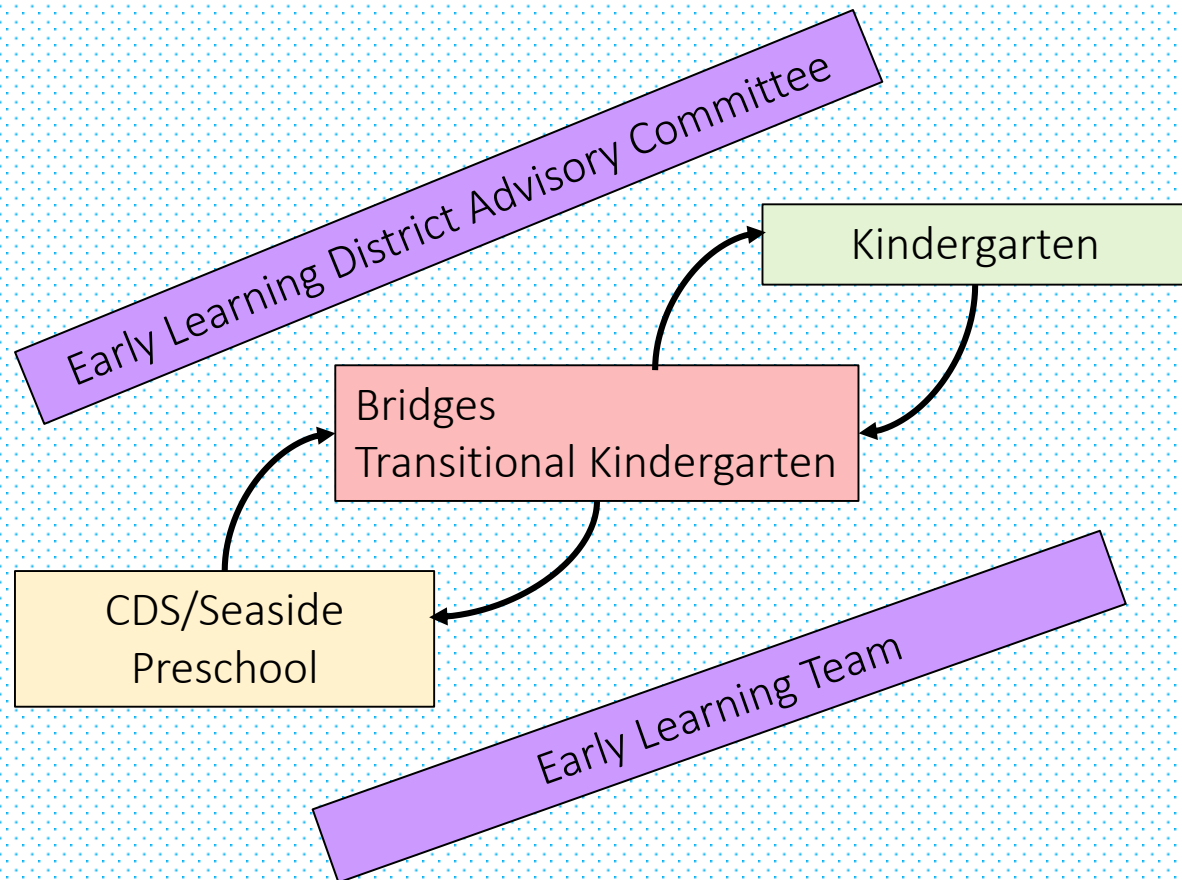 Early Learning District Advisory Committee
Kindergarten
Bridges
Transitional Kindergarten
CDS/Seaside
Preschool
Early Learning Team